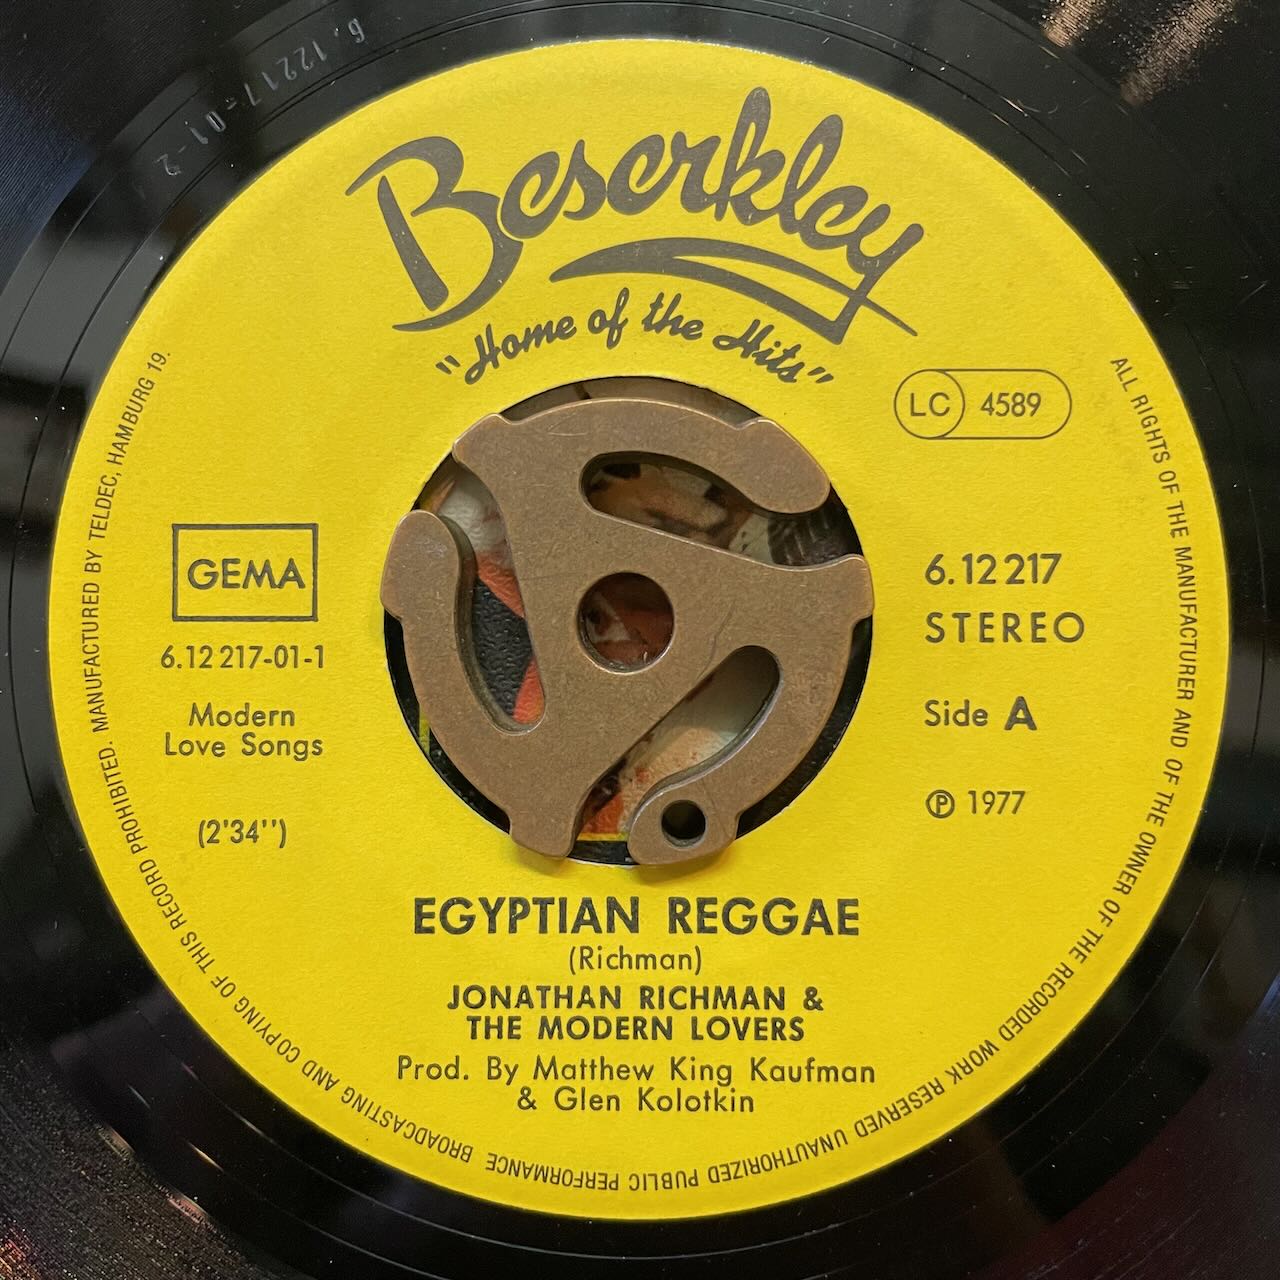 6.12217-01-2
Beserkley
"Home of the Hits"
LC 4589
GEMA
6.12 217-01-1
Modern
Love Songs
(2'34'')
6.12 217
STEREO
Side A
℗ 1977
EGYPTIAN REGGAE
(Richman)
JONATHAN RICHMAN &
THE MODERN LOVERS
Prod. By Matthew King Kaufman
& Glen Kolotkin
ALL RIGHTS OF THE MANUFACTURER AND OF THE OWNER OF THE RECORDED WORK RESERVED UNAUTHORIZED PUBLIC PERFORMANCE BROADCASTING AND COPYING OF THIS RECORD PROHIBITED. MANUFACTURED BY TELDEC, HAMBURG 19.